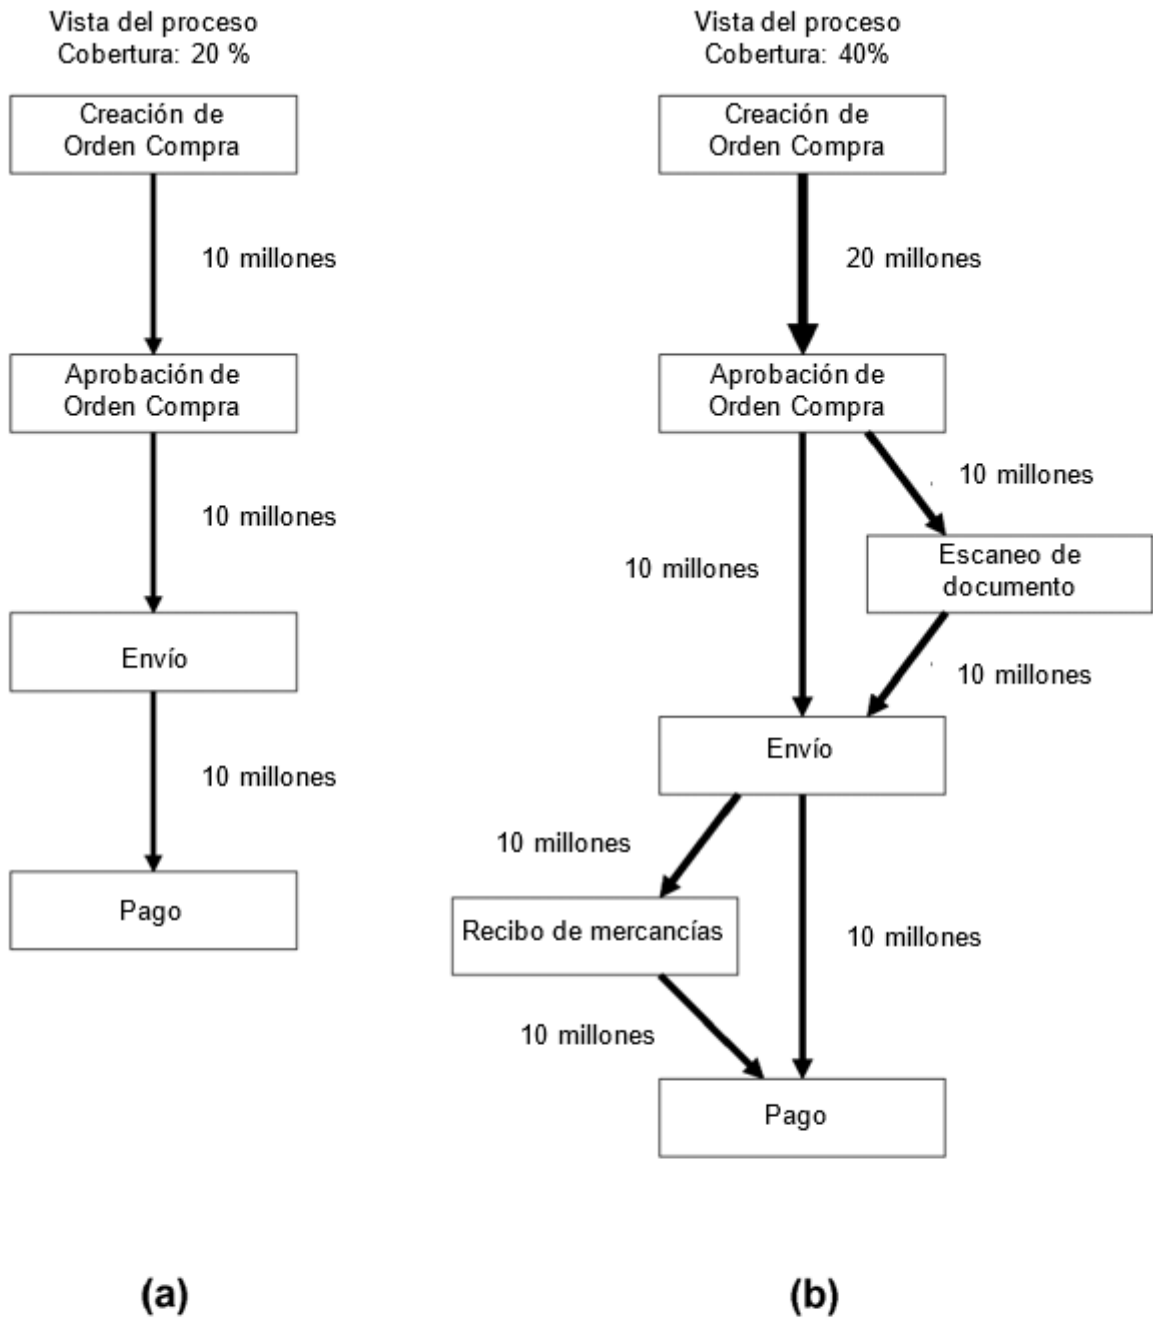 Vista del proceso
Cobertura: 20 %
Creación de
Orden Compra
10 millones
Aprobación de
Orden Compra
10 millones
Envío
10 millones
Pago
(a)
Vista del proceso
Cobertura: 40%
Creación de
Orden Compra
20 millones
Aprobación de
Orden Compra
10 millones
Escaneo de
documento
10 millones
10 millones
Envío
10 millones
Recibo de mercancías
10 millones
10 millones
Pago
(b)